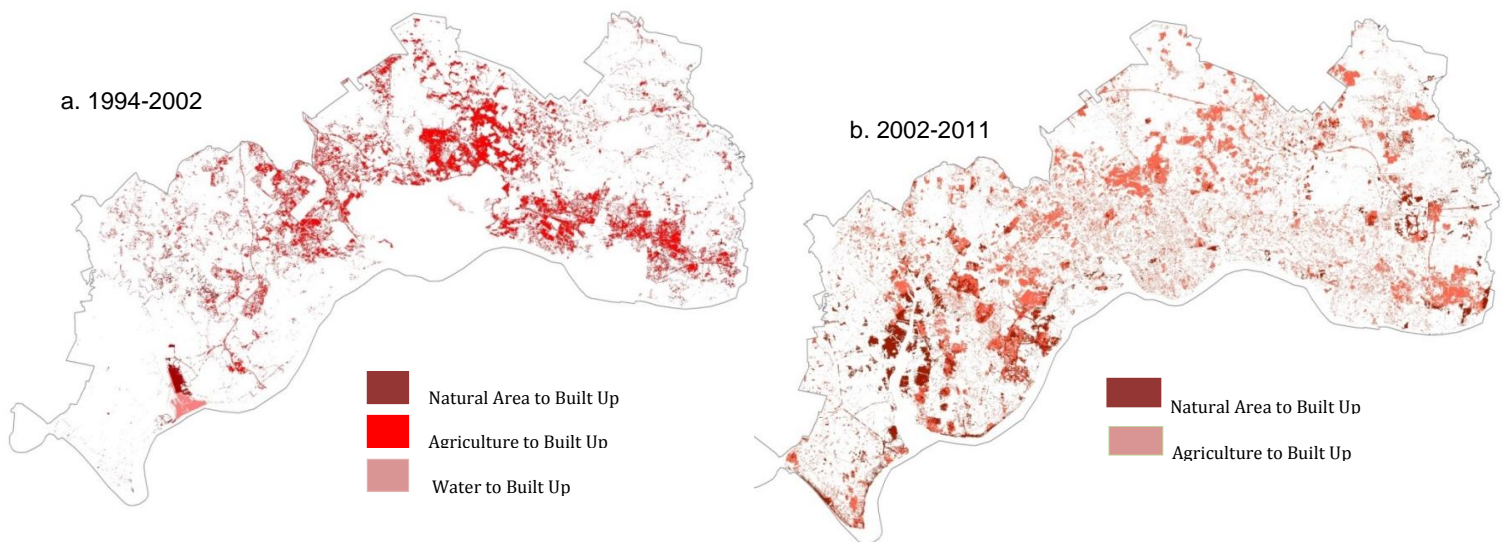 a. 1994-2002
Natural Area to Built Up
Agriculture to Built Up
Water to Built Up
b. 2002-2011
Natural Area to Built Up
Agriculture to Built Up